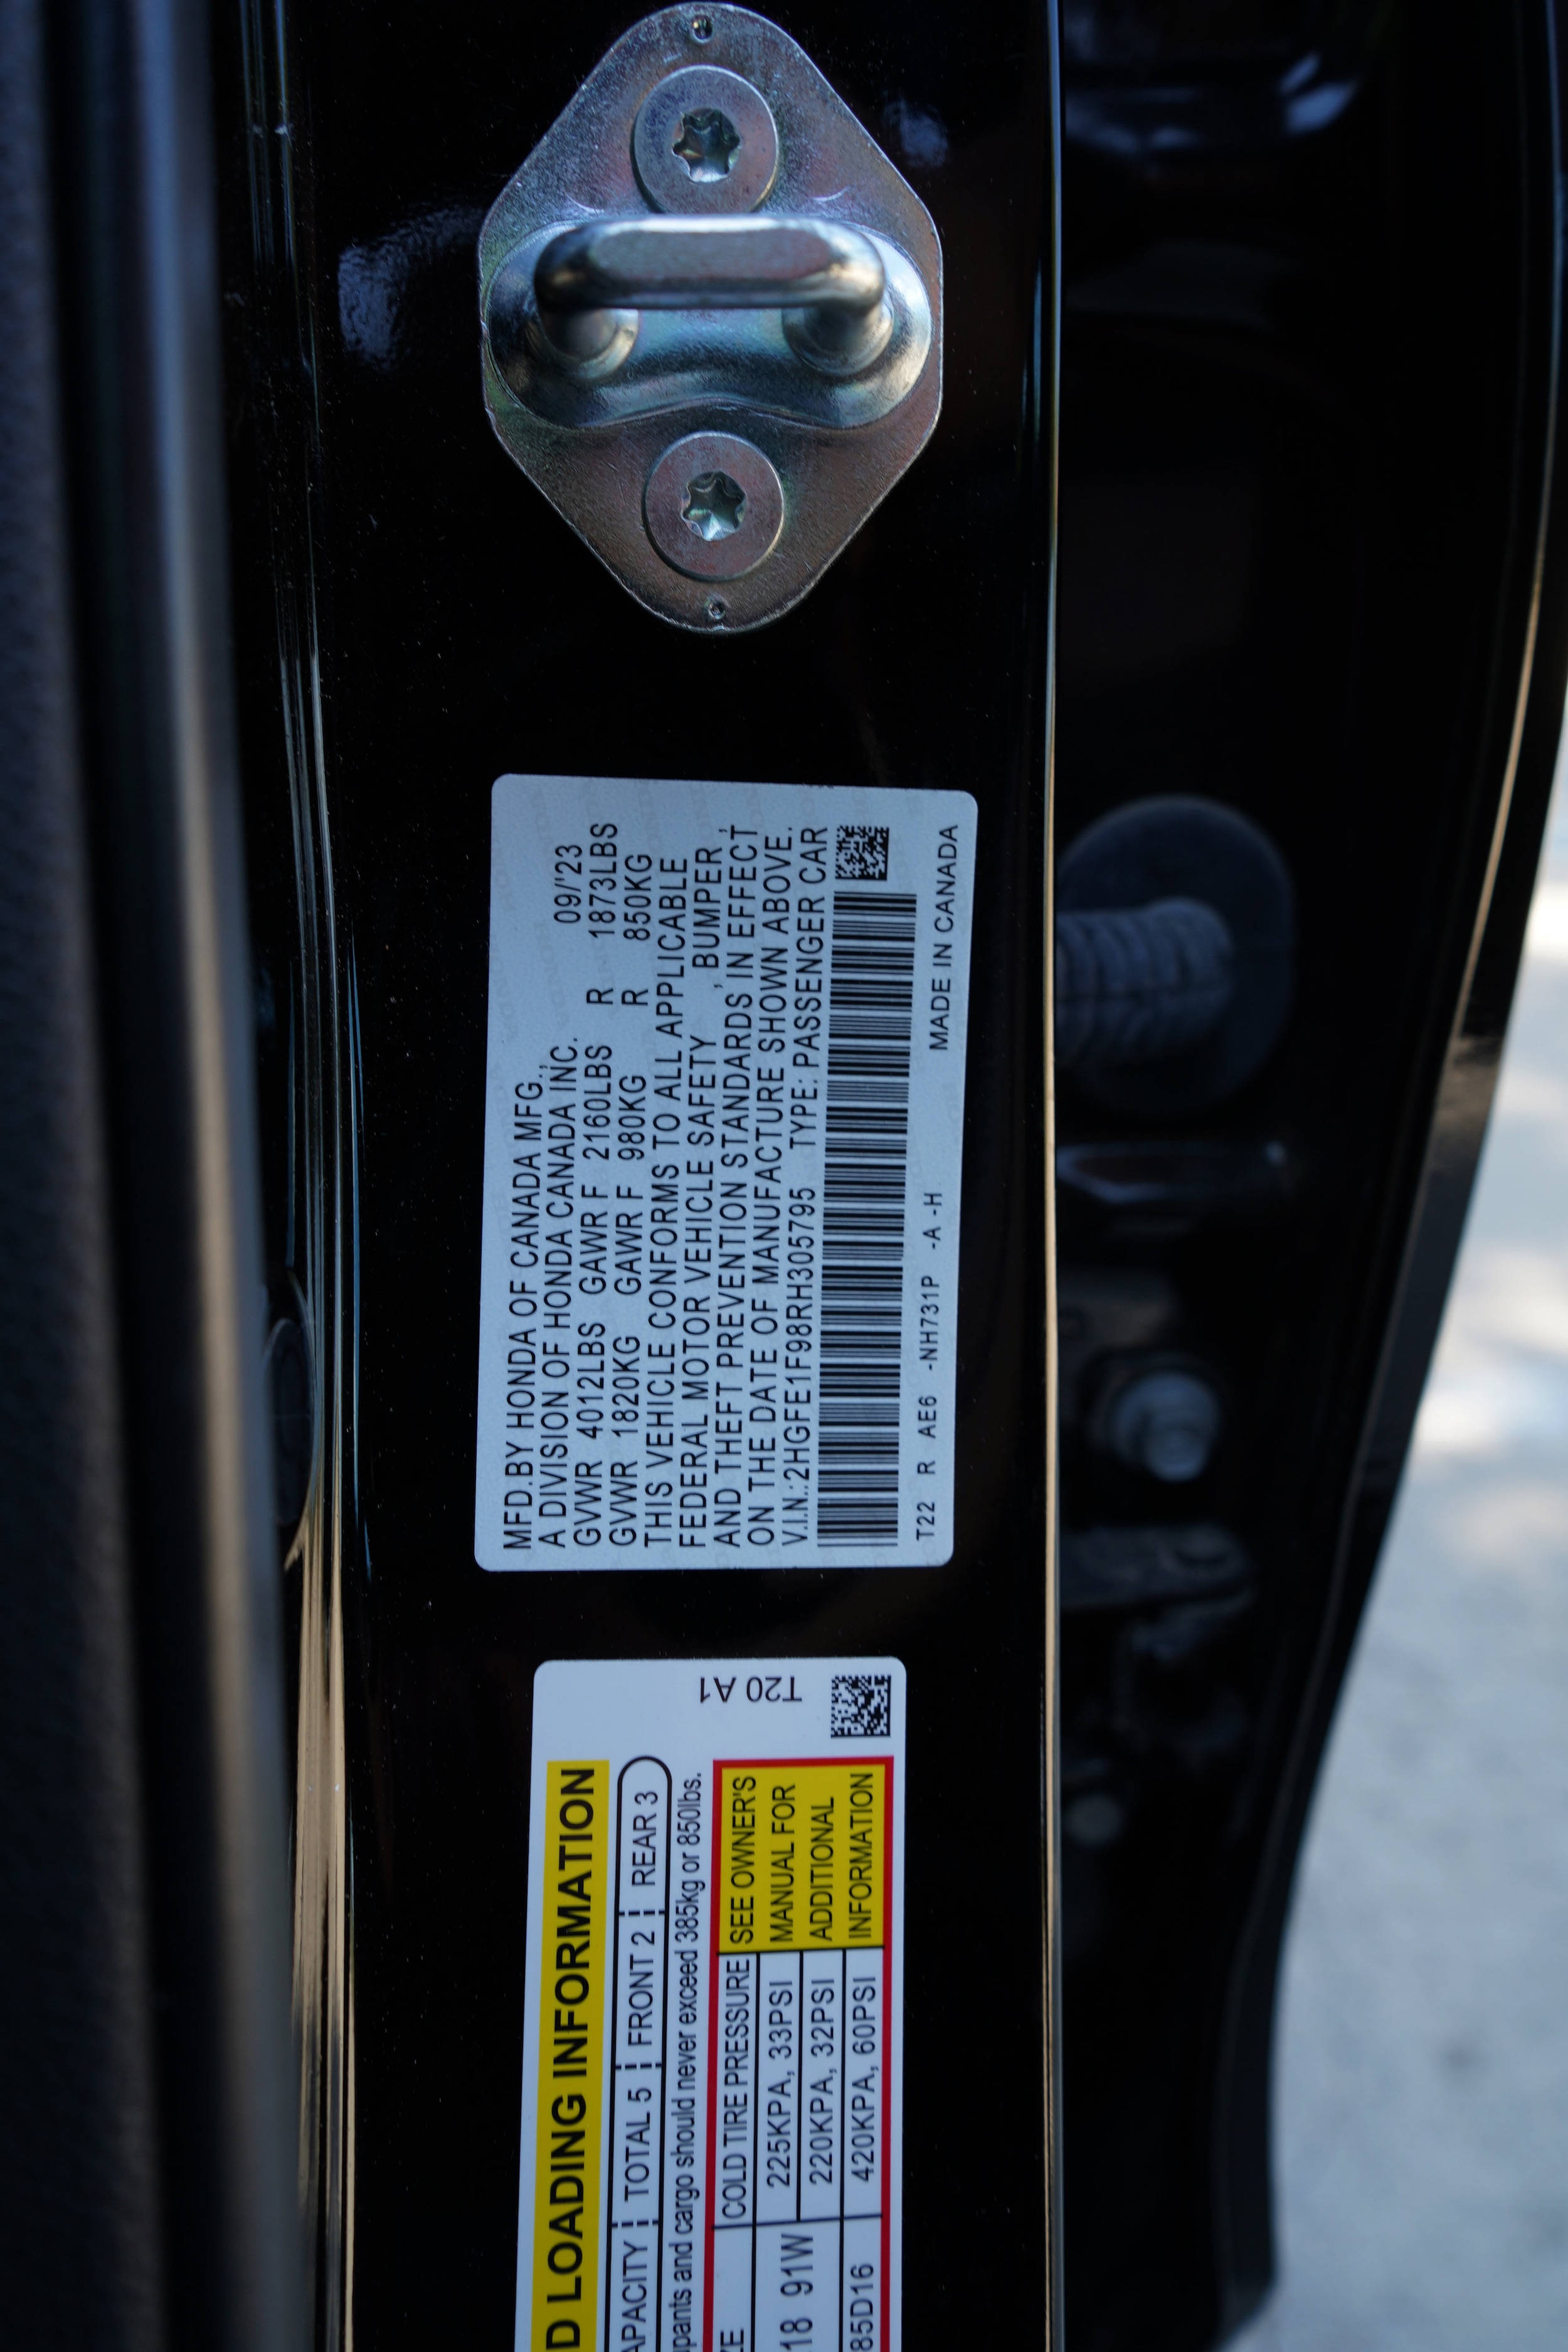 MFD.BY HONDA OF CANADA MFG.,
A DIVISION OF HONDA CANADA INC. 09/'23
GVWR 4012LBS GAWR F 2160LBS R 1873LBS
GVWR 1820KG GAWR F 980KG R 850KG
THIS VEHICLE CONFORMS TO ALL APPLICABLE
FEDERAL MOTOR VEHICLE SAFETY , BUMPER ,
AND THEFT PREVENTION STANDARDS IN EFFECT
ON THE DATE OF MANUFACTURE SHOWN ABOVE.
V.I.N.:2HGFE1F98RH305795 TYPE: PASSENGER CAR
T22 R AE6 -NH731P -A -H MADE IN CANADA
T20 A1
D LOADING INFORMATION
APACITY TOTAL 5 FRONT 2 REAR 3
pants and cargo should never exceed 385kg or 850lbs.
ZE COLD TIRE PRESSURE SEE OWNER'S
18 91W 225KPA, 33PSI MANUAL FOR
220KPA, 32PSI ADDITIONAL
85D16 420KPA, 60PSI INFORMATION